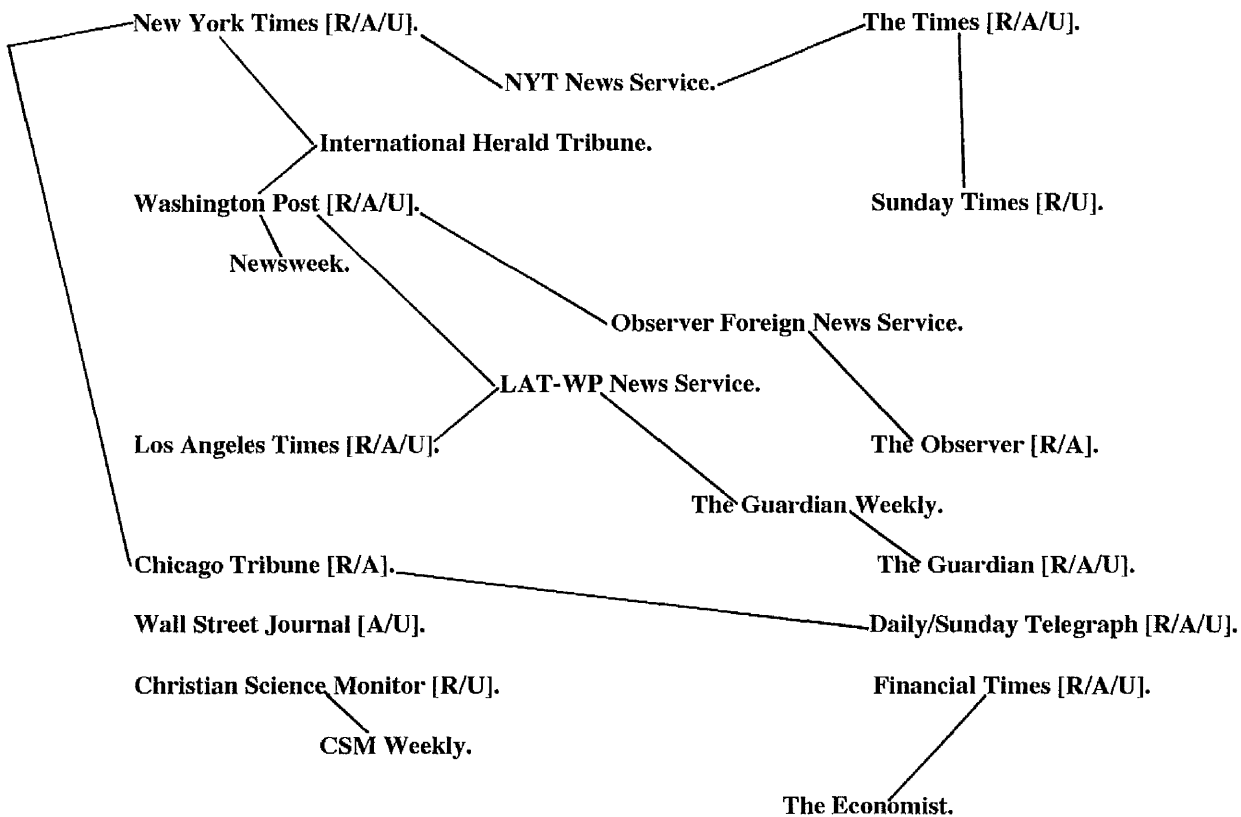 New York Times [R/A/U].
The Times [R/A/U].
NYT News Service.
International Herald Tribune.
Washington Post [R/A/U].
Sunday Times [R/U].
Newsweek.
Observer Foreign News Service.
LAT-WP News Service.
Los Angeles Times [R/A/U].
The Observer [R/A].
The Guardian Weekly.
Chicago Tribune [R/A].
The Guardian [R/A/U].
Wall Street Journal [A/U].
Daily/Sunday Telegraph [R/A/U].
Christian Science Monitor [R/U].
Financial Times [R/A/U].
CSM Weekly.
The Economist.